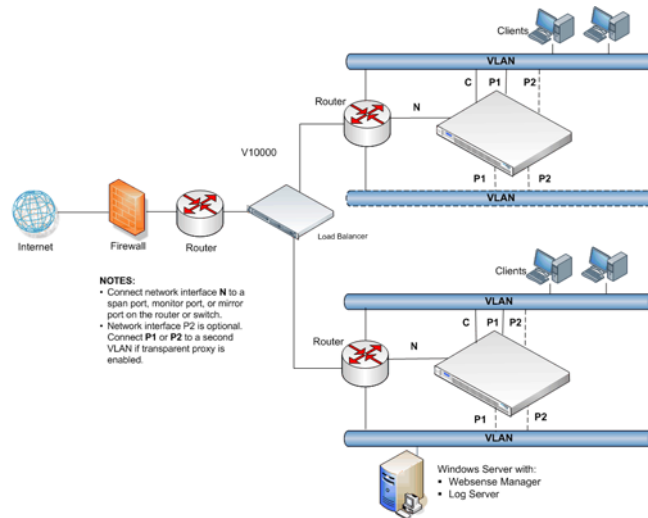 Clients
VLAN
C P1 P2
Router
N
V10000
P1 P2
VLAN
Load Balancer
Internet
Firewall
Router
NOTES:
• Connect network interface N to a
span port, monitor port, or mirror
port on the router or switch.
• Network interface P2 is optional.
Connect P1 or P2 to a second
VLAN if transparent proxy is
enabled.
Clients
VLAN
C P1 P2
Router
N
P1 P2
VLAN
Windows Server with:
▪ Websense Manager
▪ Log Server